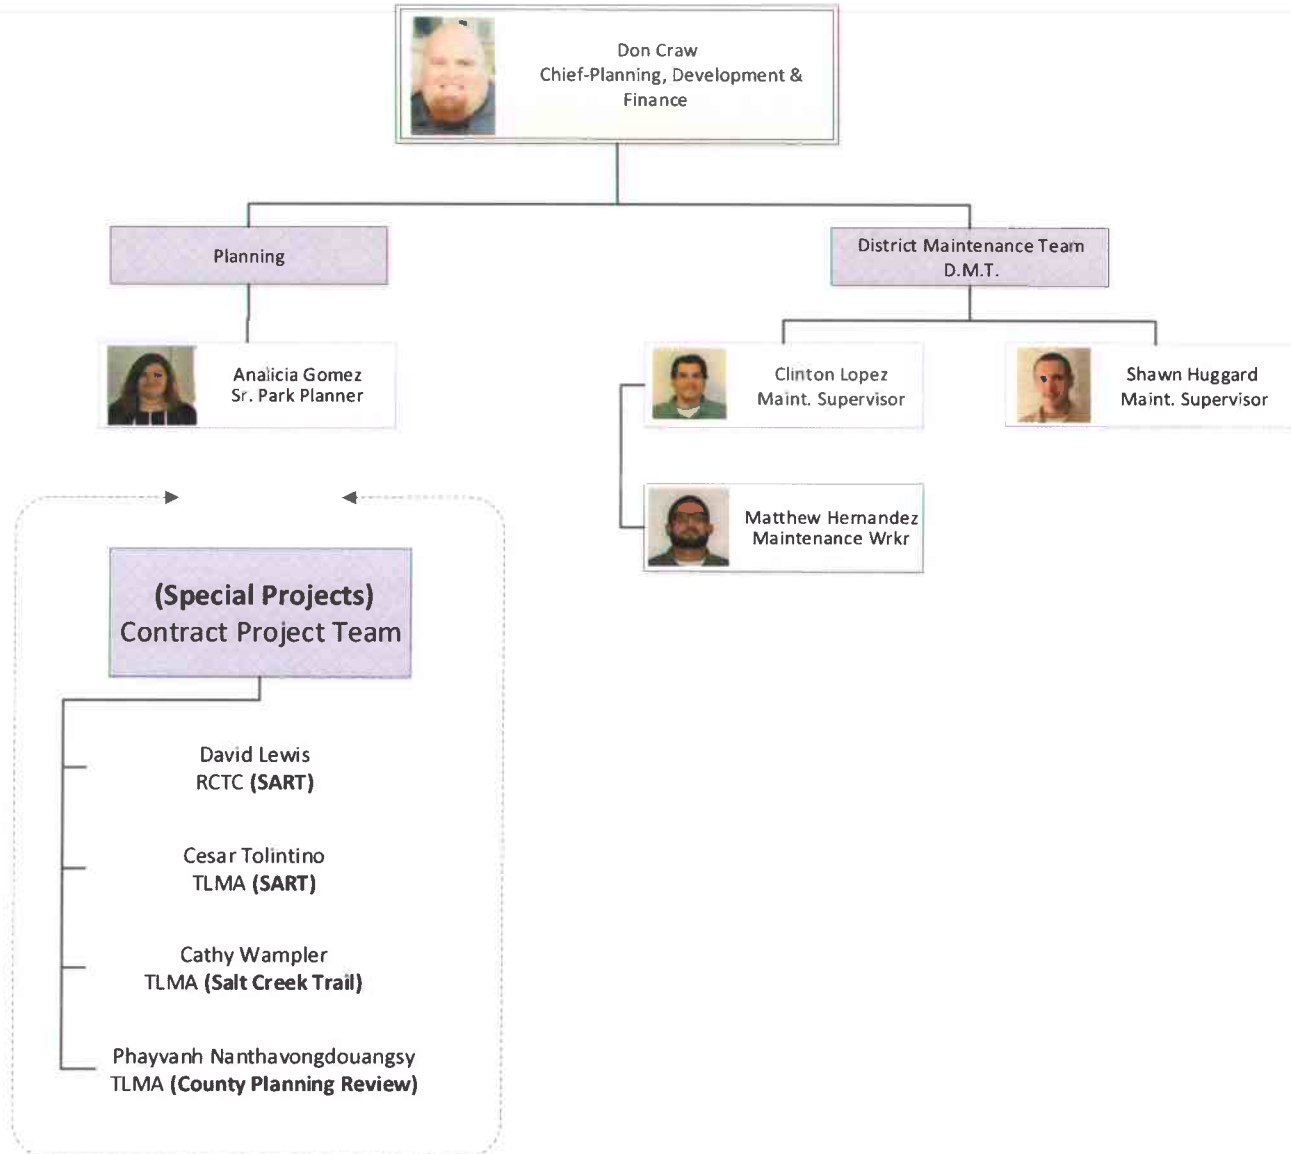 Don Craw
Chief-Planning, Development &
Finance
Planning
District Maintenance Team
D.M.T.
Analicia Gomez
Sr. Park Planner
Clinton Lopez
Maint. Supervisor
Shawn Huggard
Maint. Supervisor
Matthew Hernandez
Maintenance Wrkr
(Special Projects)
Contract Project Team
David Lewis
RCTC (SART)
Cesar Tolintino
TLMA (SART)
Cathy Wampler
TLMA (Salt Creek Trail)
Phayvanh Nanthavongdouangsy
TLMA (County Planning Review)